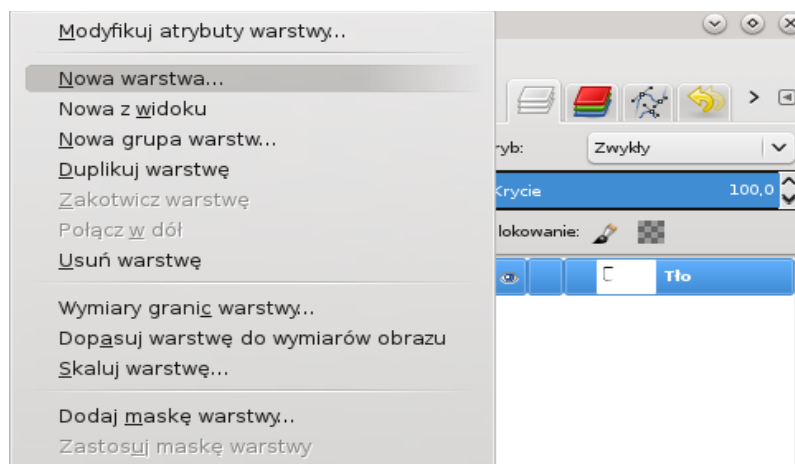 Modyfikuj atrybuty warstwy...
Nowa warstwa...
Nowa z widoku
Nowa grupa warstw...
Duplikuj warstwę
Zakotwicz warstwę
Połącz w dół
Usuń warstwę
Wymiary granic warstwy...
Dopasuj warstwę do wymiarów obrazu
Skaluj warstwę...
Dodaj maskę warstwy...
Zastosuj maskę warstwy
ryb: Zwykły
Krycie 100,0
lokowanie:
Tło